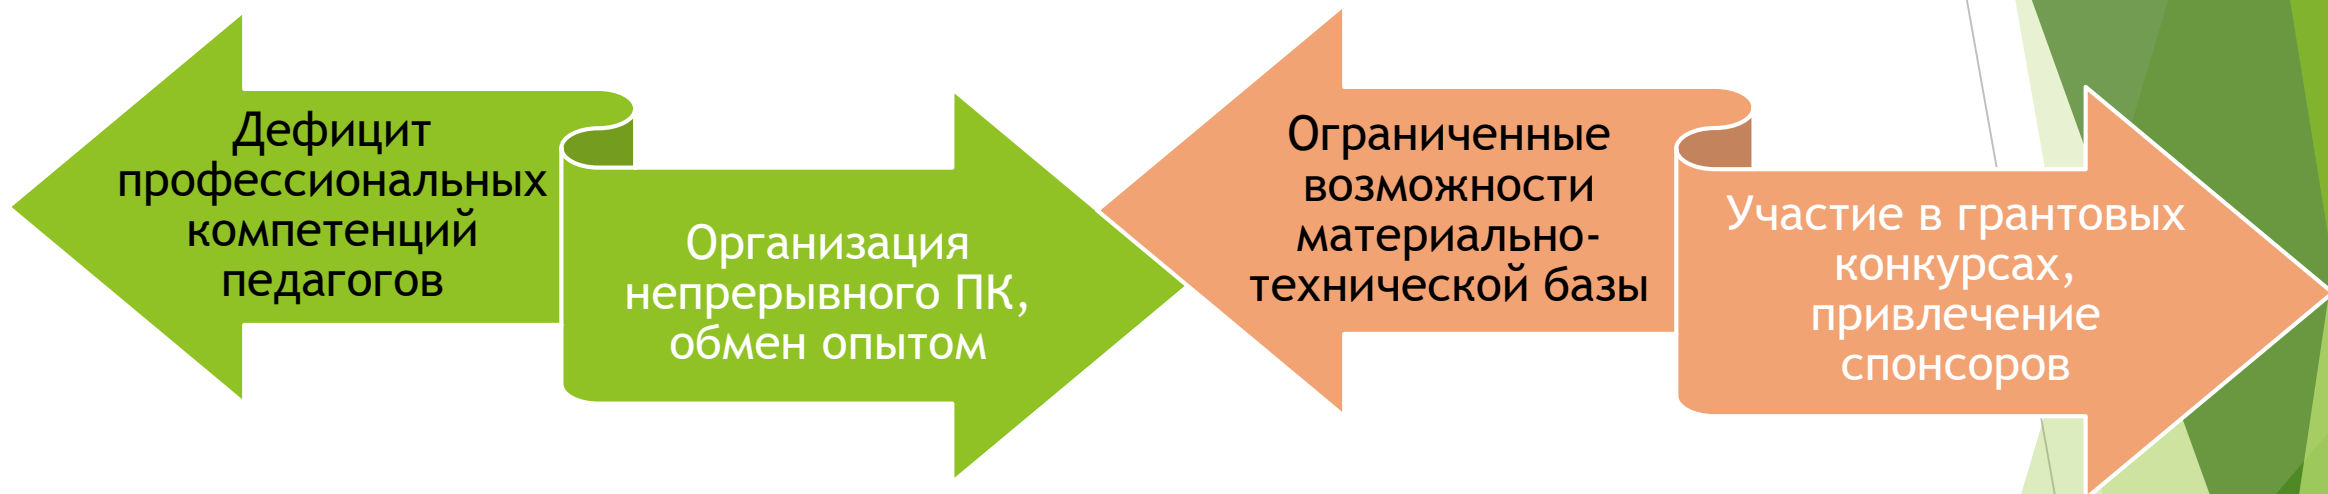 Дефицит
профессиональных
компетенций
педагогов
Организация
непрерывного ПК,
обмен опытом
Ограниченные
возможности
материально-
технической базы
Участие в грантовых
конкурсах,
привлечение
спонсоров